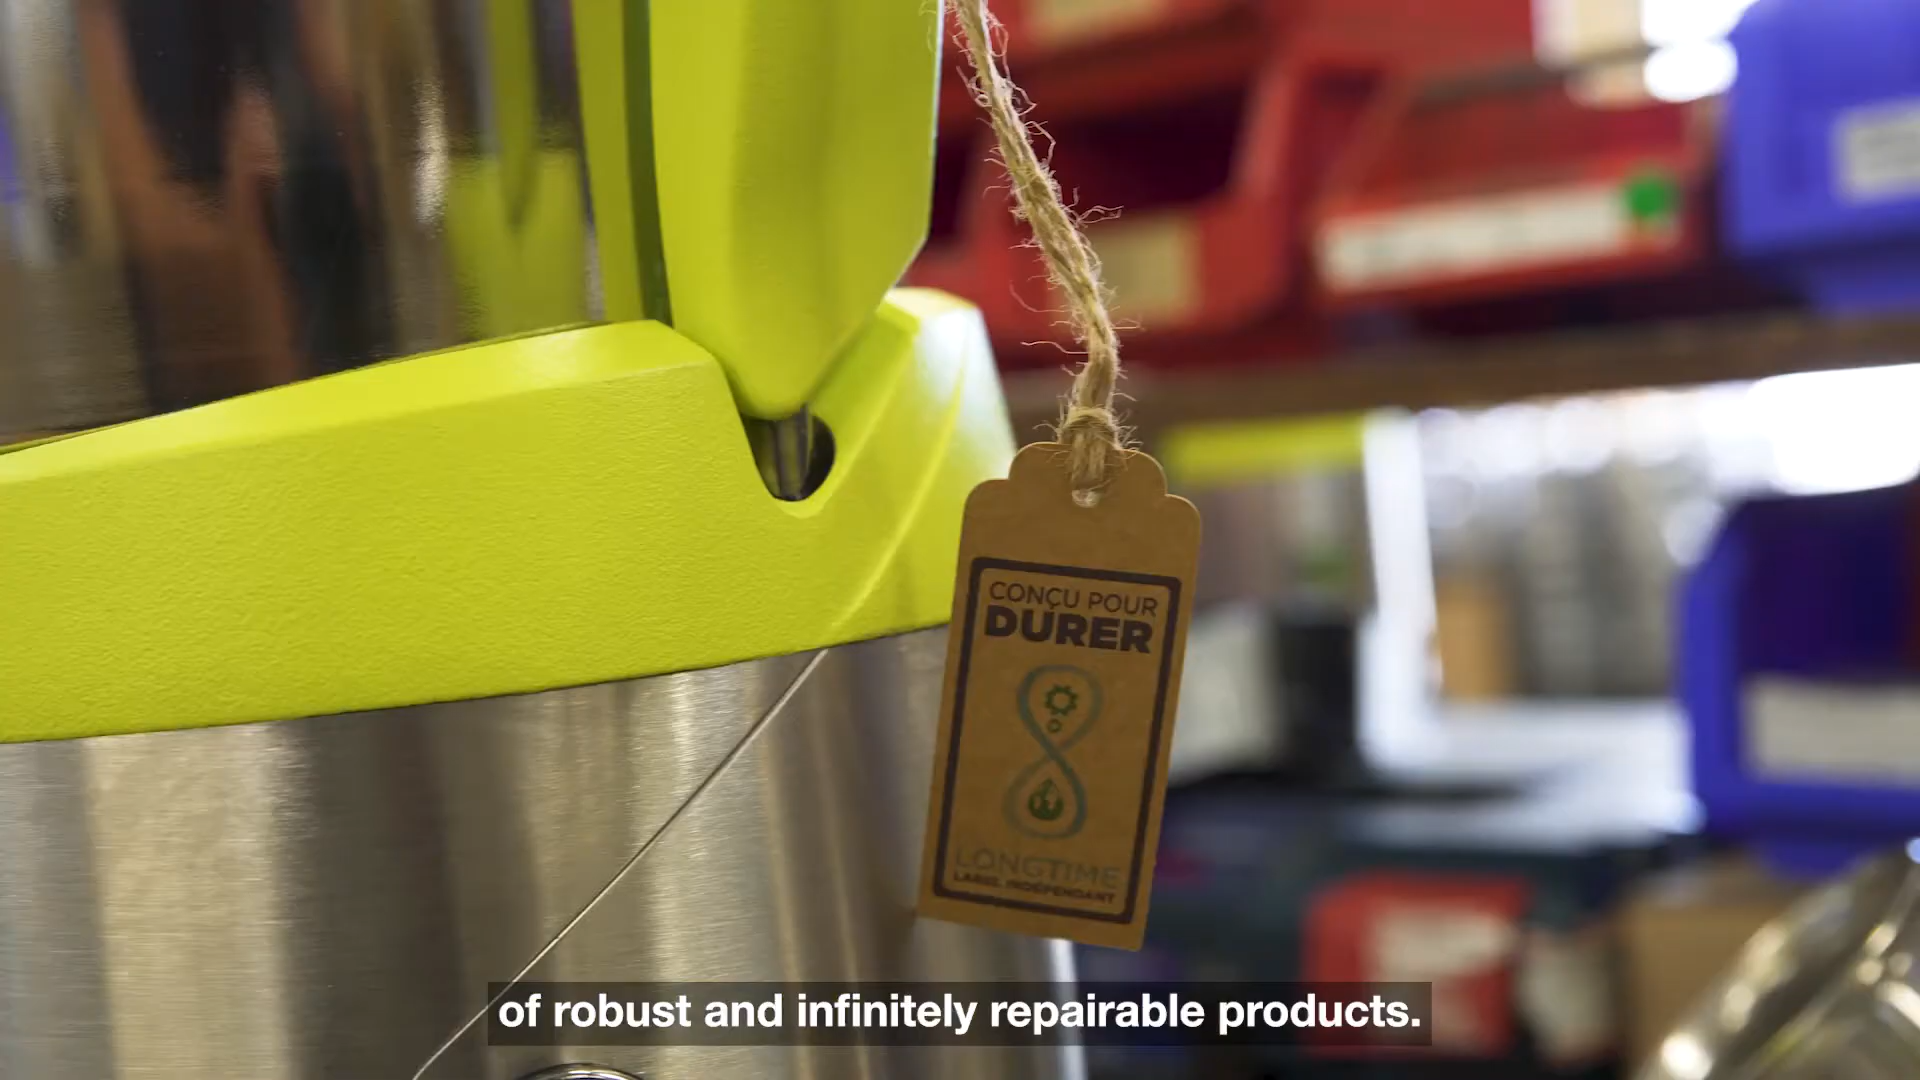 CONÇU POUR
DURER
LONGTIME
LABEL INDÉPENDANT
of robust and infinitely repairable products.